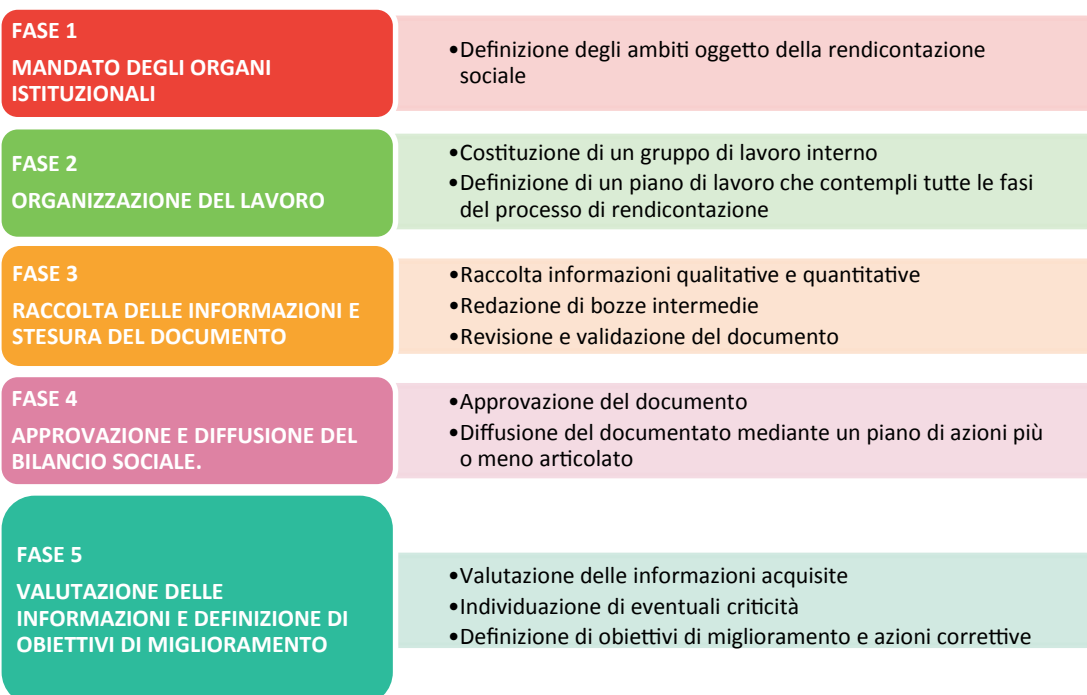 FASE 1
MANDATO DEGLI ORGANI
ISTITUZIONALI
•Definizione degli ambiti oggetto della rendicontazione
sociale
FASE 2
ORGANIZZAZIONE DEL LAVORO
•Costituzione di un gruppo di lavoro interno
•Definizione di un piano di lavoro che contempli tutte le fasi
del processo di rendicontazione
FASE 3
RACCOLTA DELLE INFORMAZIONI E
STESURA DEL DOCUMENTO
•Raccolta informazioni qualitative e quantitative
•Redazione di bozze intermedie
•Revisione e validazione del documento
FASE 4
APPROVAZIONE E DIFFUSIONE DEL
BILANCIO SOCIALE.
•Approvazione del documento
•Diffusione del documentato mediante un piano di azioni più
o meno articolato
FASE 5
VALUTAZIONE DELLE
INFORMAZIONI E DEFINIZIONE DI
OBIETTIVI DI MIGLIORAMENTO
•Valutazione delle informazioni acquisite
•Individuazione di eventuali criticità
•Definizione di obiettivi di miglioramento e azioni correttive